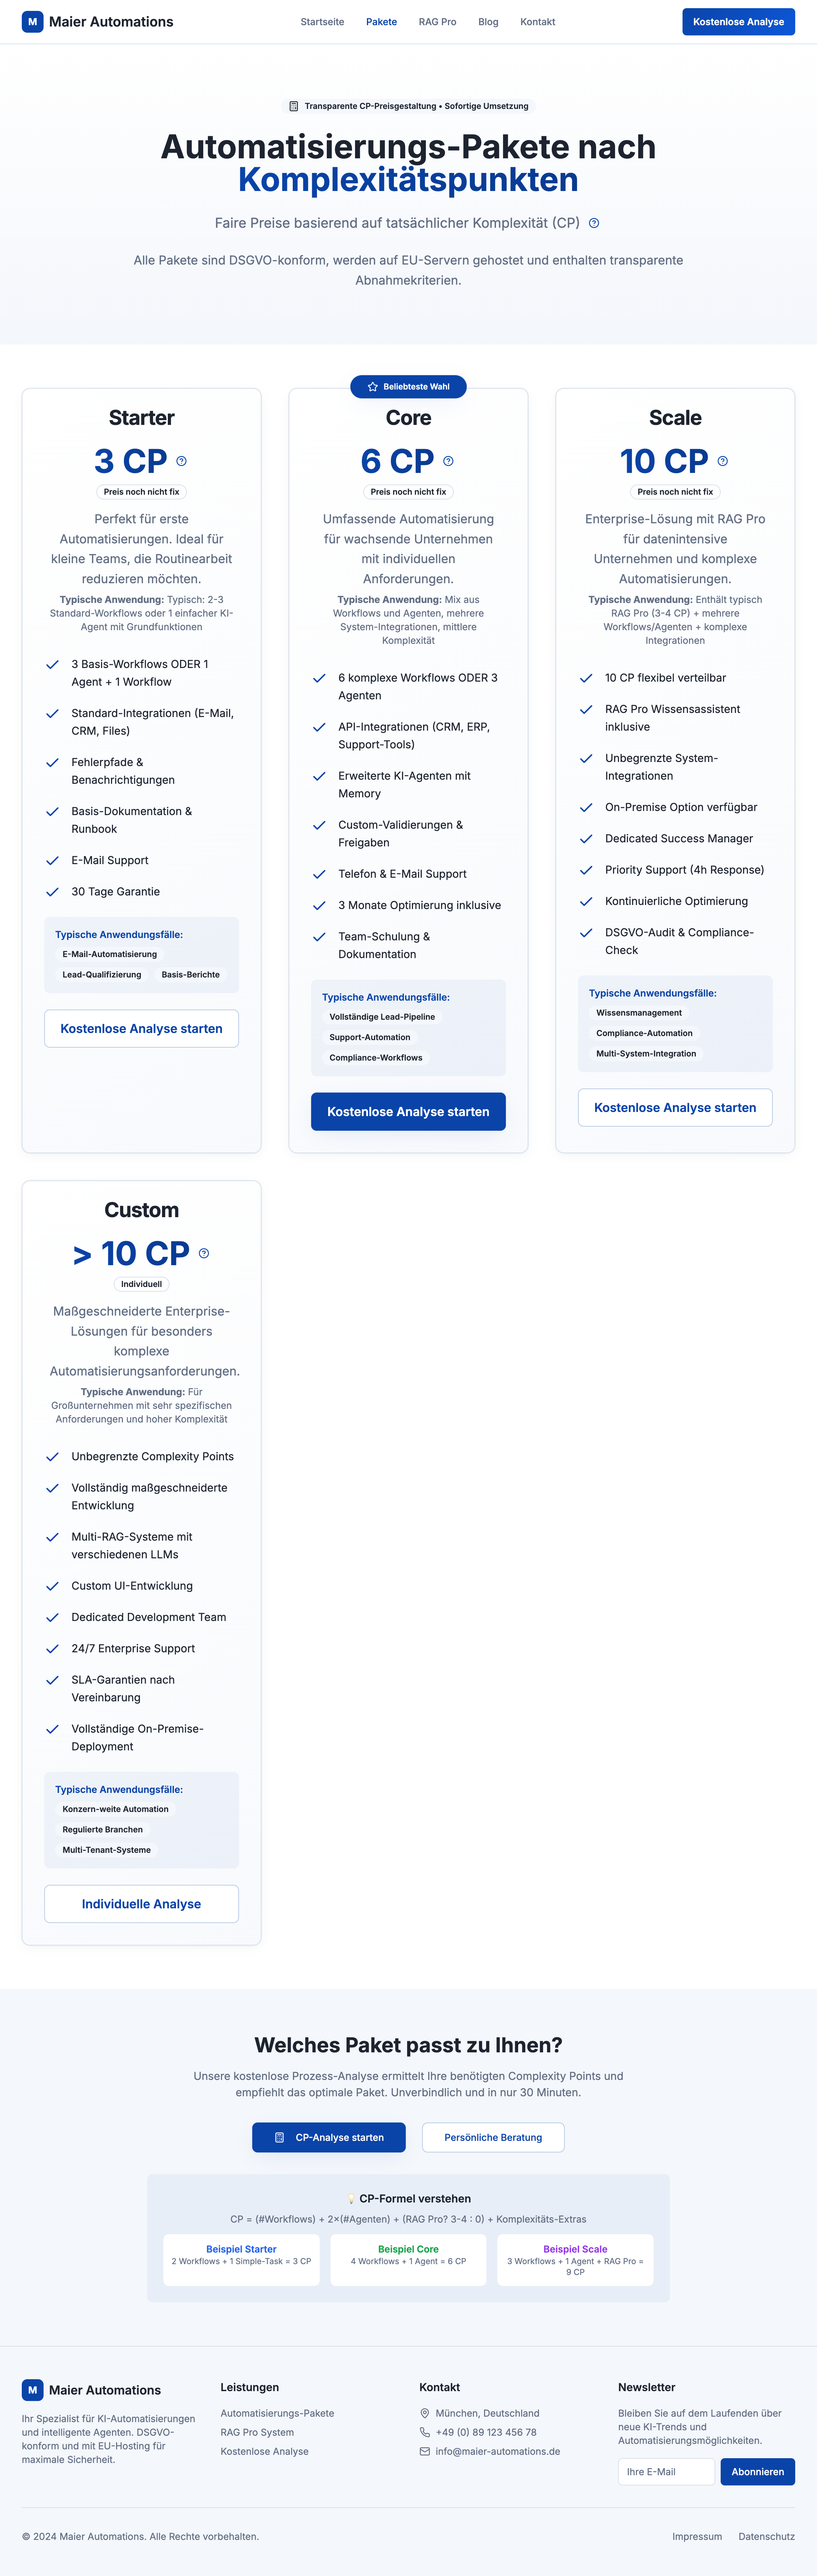 M Maier Automations
Startseite
Pakete
RAG Pro
Blog
Kontakt
Kostenlose Analyse
Transparente CP-Preisgestaltung • Sofortige Umsetzung
Automatisierungs-Pakete nach
Komplexitätspunkten
Faire Preise basierend auf tatsächlicher Komplexität (CP)
Alle Pakete sind DSGVO-konform, werden auf EU-Servern gehostet und enthalten transparente
Abnahmekriterien.
Starter
3 CP
Preis noch nicht fix
Perfekt für erste
Automatisierungen. Ideal für
kleine Teams, die Routinearbeit
reduzieren möchten.
Typische Anwendung: Typisch: 2-3
Standard-Workflows oder 1 einfacher KI-
Agent mit Grundfunktionen
3 Basis-Workflows ODER 1
Agent + 1 Workflow
Standard-Integrationen (E-Mail,
CRM, Files)
Fehlerpfade &
Benachrichtigungen
Basis-Dokumentation &
Runbook
E-Mail Support
30 Tage Garantie
Typische Anwendungsfälle:
E-Mail-Automatisierung
Lead-Qualifizierung
Basis-Berichte
Kostenlose Analyse starten
Beliebteste Wahl
Core
6 CP
Preis noch nicht fix
Umfassende Automatisierung
für wachsende Unternehmen
mit individuellen
Anforderungen.
Typische Anwendung: Mix aus
Workflows und Agenten, mehrere
System-Integrationen, mittlere
Komplexität
6 komplexe Workflows ODER 3
Agenten
API-Integrationen (CRM, ERP,
Support-Tools)
Erweiterte KI-Agenten mit
Memory
Custom-Validierungen &
Freigaben
Telefon & E-Mail Support
3 Monate Optimierung inklusive
Team-Schulung &
Dokumentation
Typische Anwendungsfälle:
Vollständige Lead-Pipeline
Support-Automation
Compliance-Workflows
Kostenlose Analyse starten
Scale
10 CP
Preis noch nicht fix
Enterprise-Lösung mit RAG Pro
für datenintensive
Unternehmen und komplexe
Automatisierungen.
Typische Anwendung: Enthält typisch
RAG Pro (3-4 CP) + mehrere
Workflows/Agenten + komplexe
Integrationen
10 CP flexibel verteilbar
RAG Pro Wissensassistent
inklusive
Unbegrenzte System-
Integrationen
On-Premise Option verfügbar
Dedicated Success Manager
Priority Support (4h Response)
Kontinuierliche Optimierung
DSGVO-Audit & Compliance-
Check
Typische Anwendungsfälle:
Wissensmanagement
Compliance-Automation
Multi-System-Integration
Kostenlose Analyse starten
Custom
> 10 CP
Individuell
Maßgeschneiderte Enterprise-
Lösungen für besonders
komplexe
Automatisierungsanforderungen.
Typische Anwendung: Für
Großunternehmen mit sehr spezifischen
Anforderungen und hoher Komplexität
Unbegrenzte Complexity Points
Vollständig maßgeschneiderte
Entwicklung
Multi-RAG-Systeme mit
verschiedenen LLMs
Custom UI-Entwicklung
Dedicated Development Team
24/7 Enterprise Support
SLA-Garantien nach
Vereinbarung
Vollständige On-Premise-
Deployment
Typische Anwendungsfälle:
Konzern-weite Automation
Regulierte Branchen
Multi-Tenant-Systeme
Individuelle Analyse
Welches Paket passt zu Ihnen?
Unsere kostenlose Prozess-Analyse ermittelt Ihre benötigten Complexity Points und
empfiehlt das optimale Paket. Unverbindlich und in nur 30 Minuten.
CP-Analyse starten
Persönliche Beratung
💡 CP-Formel verstehen
CP = (#Workflows) + 2×(#Agenten) + (RAG Pro? 3-4 : 0) + Komplexitäts-Extras
Beispiel Starter
2 Workflows + 1 Simple-Task = 3 CP
Beispiel Core
4 Workflows + 1 Agent = 6 CP
Beispiel Scale
3 Workflows + 1 Agent + RAG Pro =
9 CP
M Maier Automations
Ihr Spezialist für KI-Automatisierungen
und intelligente Agenten. DSGVO-
konform und mit EU-Hosting für
maximale Sicherheit.
Leistungen
Automatisierungs-Pakete
RAG Pro System
Kostenlose Analyse
Kontakt
München, Deutschland
+49 (0) 89 123 456 78
info@maier-automations.de
Newsletter
Bleiben Sie auf dem Laufenden über
neue KI-Trends und
Automatisierungsmöglichkeiten.
Ihre E-Mail
Abonnieren
© 2024 Maier Automations. Alle Rechte vorbehalten.
Impressum
Datenschutz